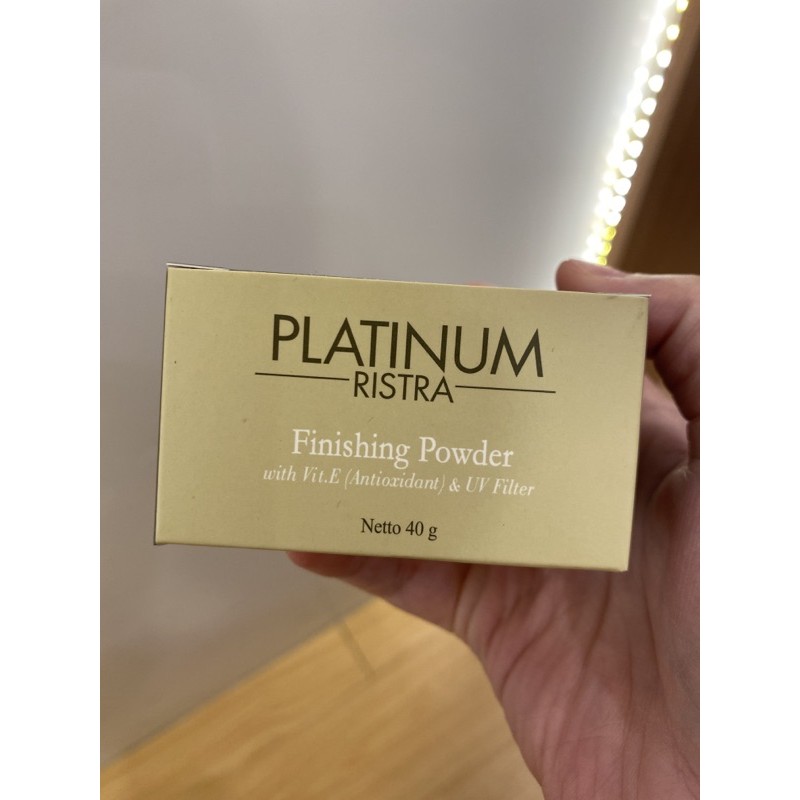 PLATINUM
RISTRA
Finishing Powder
with Vit.E (Antioxidant) & UV Filter
Netto 40 g